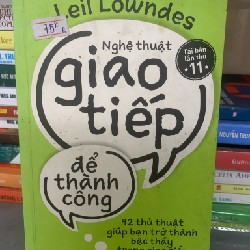 Leil Lowndes
75k
Nghệ thuật
Tái bản
lần thứ
11
giao
tiếp
để thành
công
92 thủ thuật
giúp bạn trở thành
bậc thầy